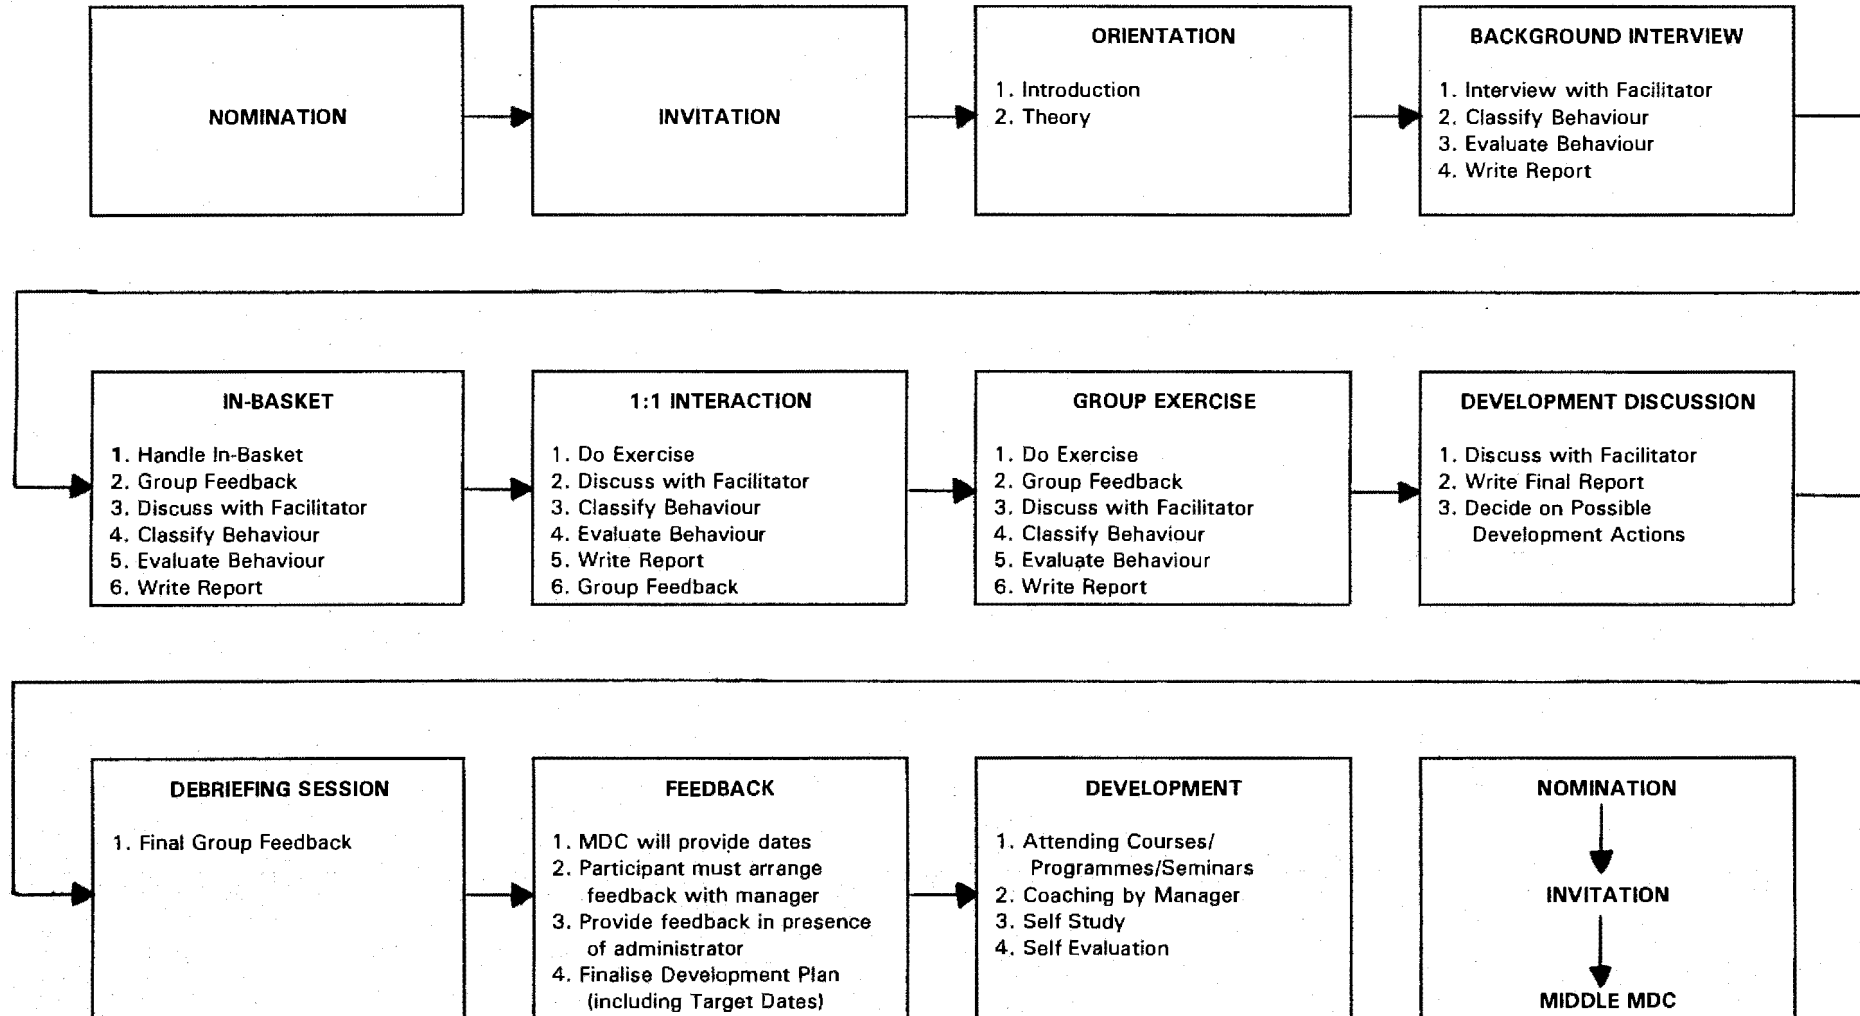 NOMINATION
INVITATION
ORIENTATION
1. Introduction
2. Theory
BACKGROUND INTERVIEW
1. Interview with Facilitator
2. Classify Behaviour
3. Evaluate Behaviour
4. Write Report
IN-BASKET
1. Handle In-Basket
2. Group Feedback
3. Discuss with Facilitator
4. Classify Behaviour
5. Evaluate Behaviour
6. Write Report
1:1 INTERACTION
1. Do Exercise
2. Discuss with Facilitator
3. Classify Behaviour
4. Evaluate Behaviour
5. Write Report
6. Group Feedback
GROUP EXERCISE
1. Do Exercise
2. Group Feedback
3. Discuss with Facilitator
4. Classify Behaviour
5. Evaluate Behaviour
6. Write Report
DEVELOPMENT DISCUSSION
1. Discuss with Facilitator
2. Write Final Report
3. Decide on Possible
Development Actions
DEBRIEFING SESSION
1. Final Group Feedback
FEEDBACK
1. MDC will provide dates
2. Participant must arrange
feedback with manager
3. Provide feedback in presence
of administrator
4. Finalise Development Plan
(including Target Dates)
DEVELOPMENT
1. Attending Courses/
Programmes/Seminars
2. Coaching by Manager
3. Self Study
4. Self Evaluation
NOMINATION
INVITATION
MIDDLE MDC